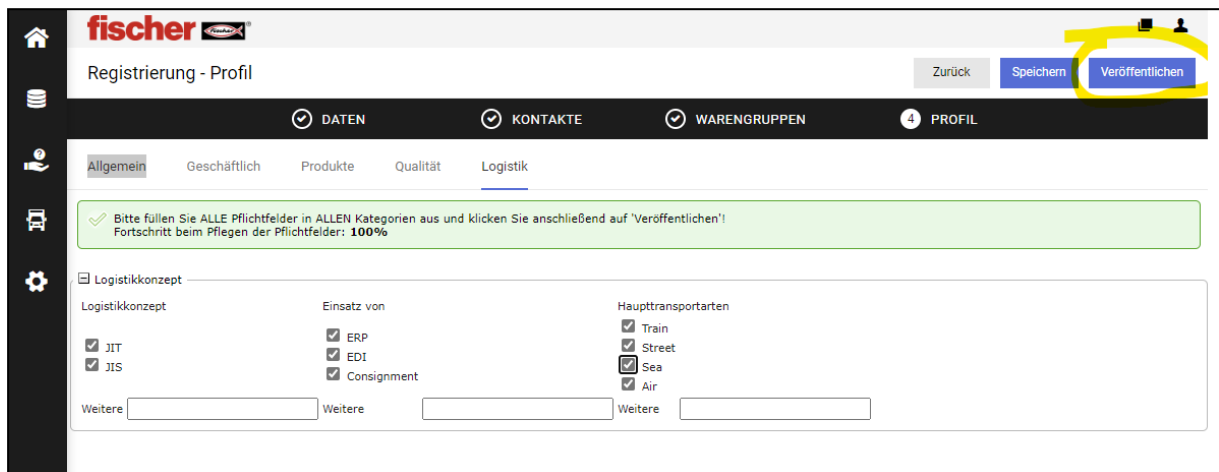 fischer
Registrierung - Profil
Zurück
Speichern
Veröffentlichen
DATEN
KONTAKTE
WARENGRUPPEN
4 PROFIL
Allgemein
Geschäftlich
Produkte
Qualität
Logistik
Bitte füllen Sie ALLE Pflichtfelder in ALLEN Kategorien aus und klicken Sie anschließend auf 'Veröffentlichen'!
Fortschritt beim Pflegen der Pflichtfelder: 100%
Logistikkonzept
Logistikkonzept
JIT
JIS
Weitere
Einsatz von
ERP
EDI
Consignment
Weitere
Haupttransportarten
Train
Street
Sea
Air
Weitere